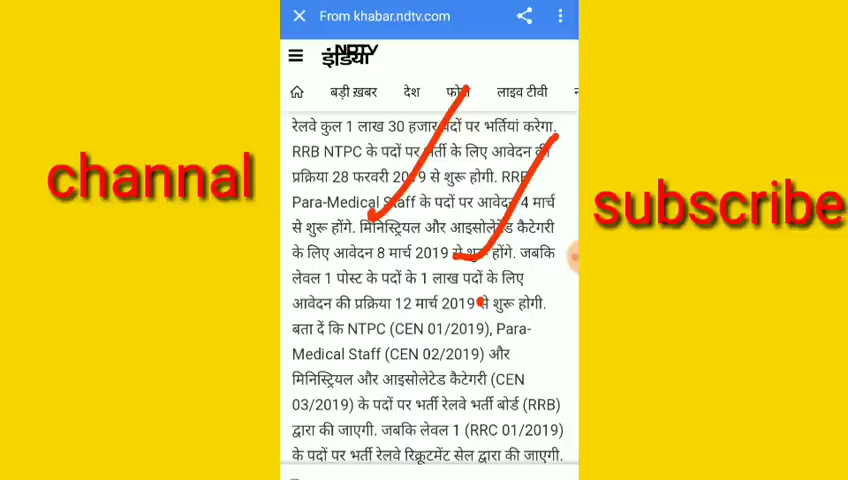 From khabar.ndtv.com
NDTV
इंडिया
बड़ी ख़बर देश फोटो लाइव टीवी
रेलवे कुल 1 लाख 30 हजार पदों पर भर्तियां करेगा.
RRB NTPC के पदों पर भर्ती के लिए आवेदन की
प्रक्रिया 28 फरवरी 2019 से शुरू होगी. RRB
Para-Medical Staff के पदों पर आवेदन 4 मार्च
से शुरू होंगे. मिनिस्ट्रियल और आइसोलेटेड कैटेगरी
के लिए आवेदन 8 मार्च 2019 से शुरू होंगे. जबकि
लेवल 1 पोस्ट के पदों के 1 लाख पदों के लिए
आवेदन की प्रक्रिया 12 मार्च 2019 से शुरू होगी.
बता दें कि NTPC (CEN 01/2019), Para-
Medical Staff (CEN 02/2019) और
मिनिस्ट्रियल और आइसोलेटेड कैटेगरी (CEN
03/2019) के पदों पर भर्ती रेलवे भर्ती बोर्ड (RRB)
द्वारा की जाएगी. जबकि लेवल 1 (RRC 01/2019)
के पदों पर भर्ती रेलवे रिक्रूटमेंट सेल द्वारा की जाएगी.
channal
subscribe